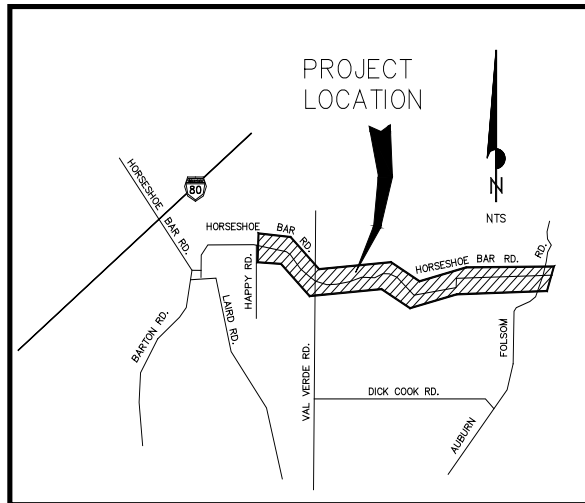 PROJECT
LOCATION
N
NTS
80
HORSESHOE BAR RD.
HORSESHOE BAR RD.
HORSESHOE BAR RD.
HAPPY RD.
LAIRD RD.
BARTON RD.
VAL VERDE RD.
DICK COOK RD.
AUBURN FOLSOM RD.